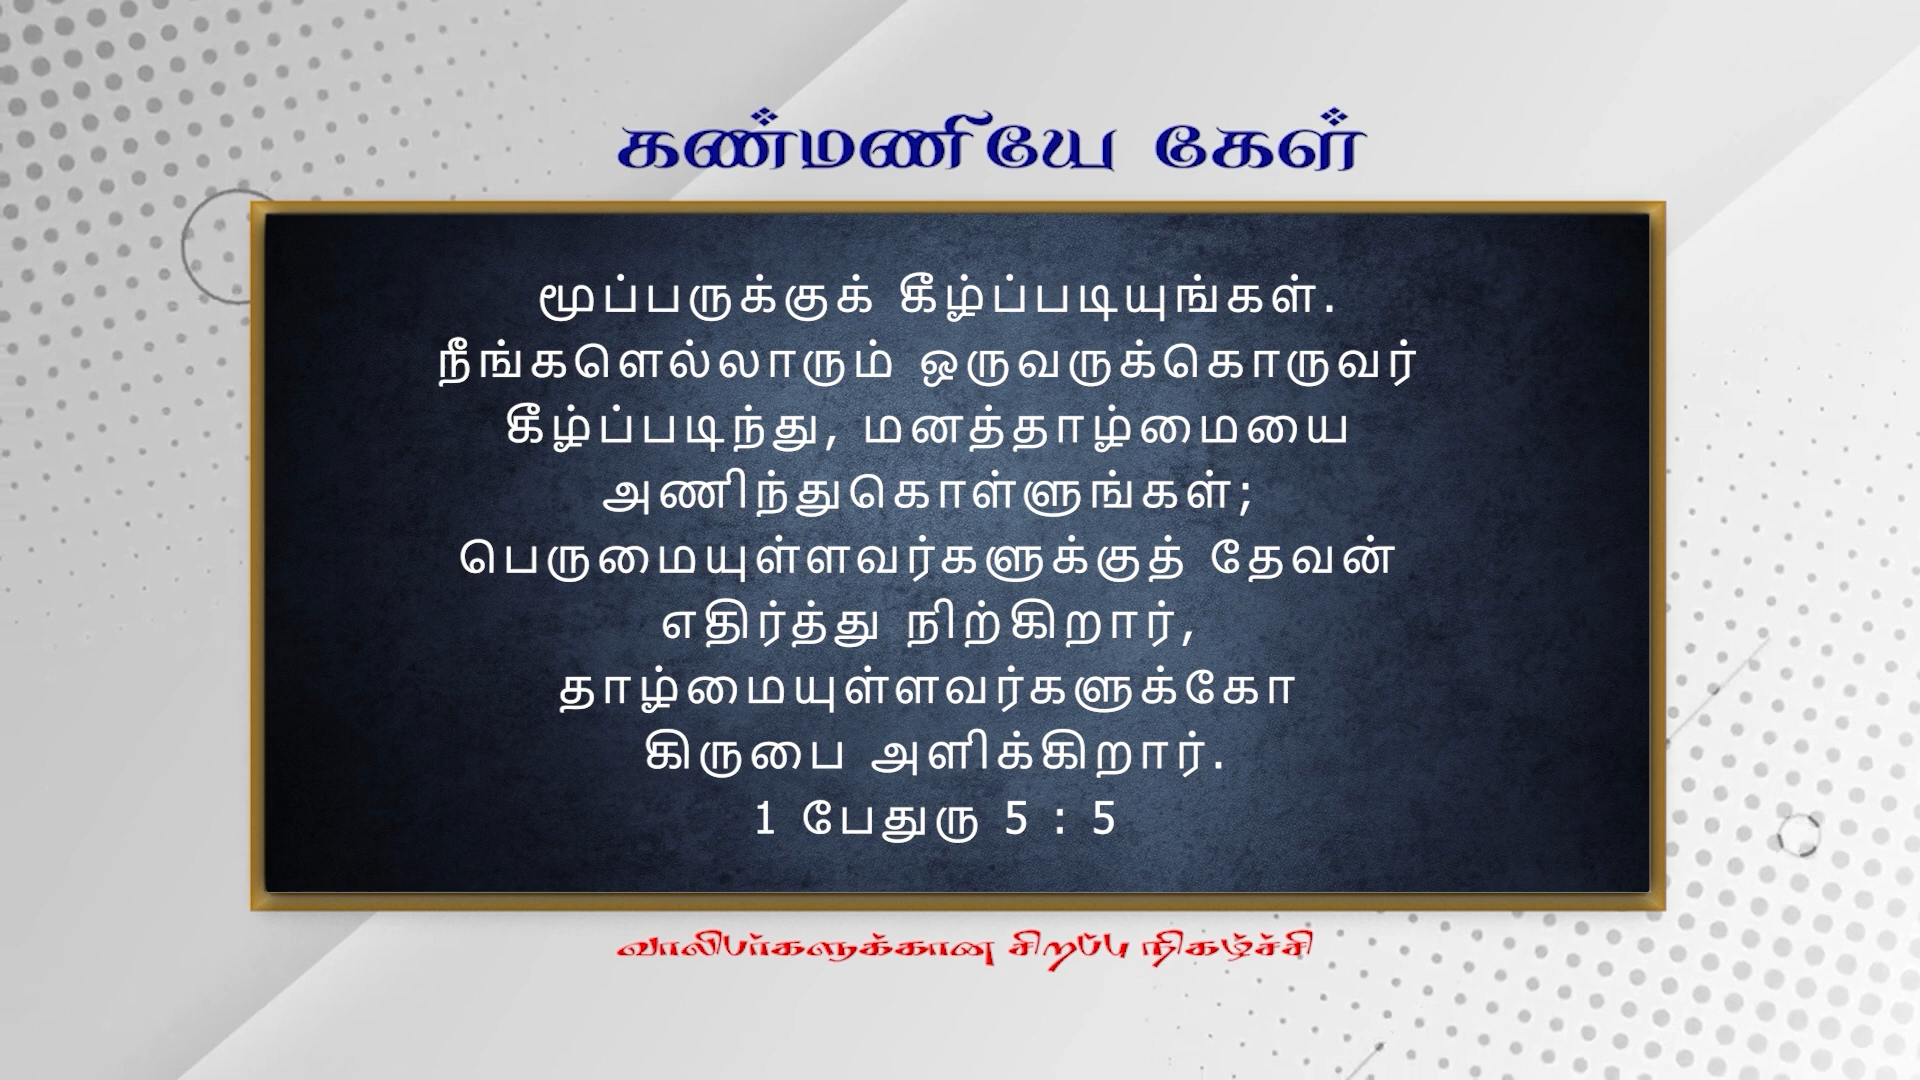 கண்மணியே கேள்
மூப்பருக்குக் கீழ்ப்படியுங்கள்.
நீங்களெல்லாரும் ஒருவருக்கொருவர்
கீழ்ப்படிந்து, மனத்தாழ்மையை
அணிந்துகொள்ளுங்கள்;
பெருமையுள்ளவர்களுக்குத் தேவன்
எதிர்த்து நிற்கிறார்,
தாழ்மையுள்ளவர்களுக்கோ
கிருபை அளிக்கிறார்.
1 பேதுரு 5 : 5
வாலிபர்களுக்கான சிறப்பு நிகழ்ச்சி